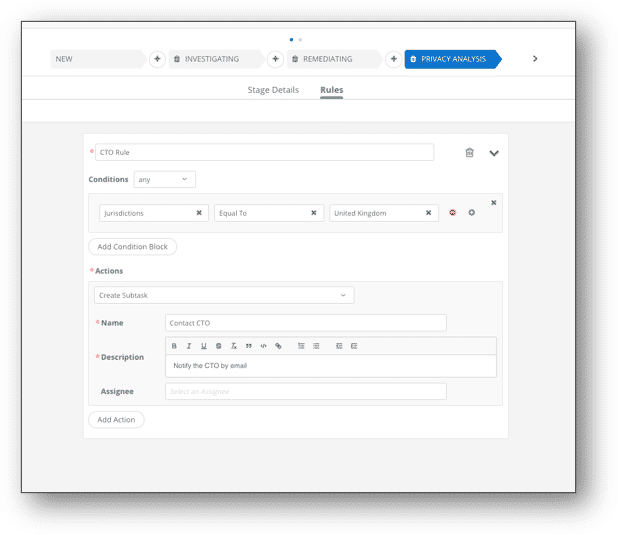 NEW INVESTIGATING REMEDIATING PRIVACY ANALYSIS
Stage Details Rules
* CTO Rule
Conditions any
Jurisdictions Equal To United Kingdom
Add Condition Block
* Actions
Create Subtask
* Name Contact CTO
* Description
Notify the CTO by email
Assignee Select an Assignee
Add Action